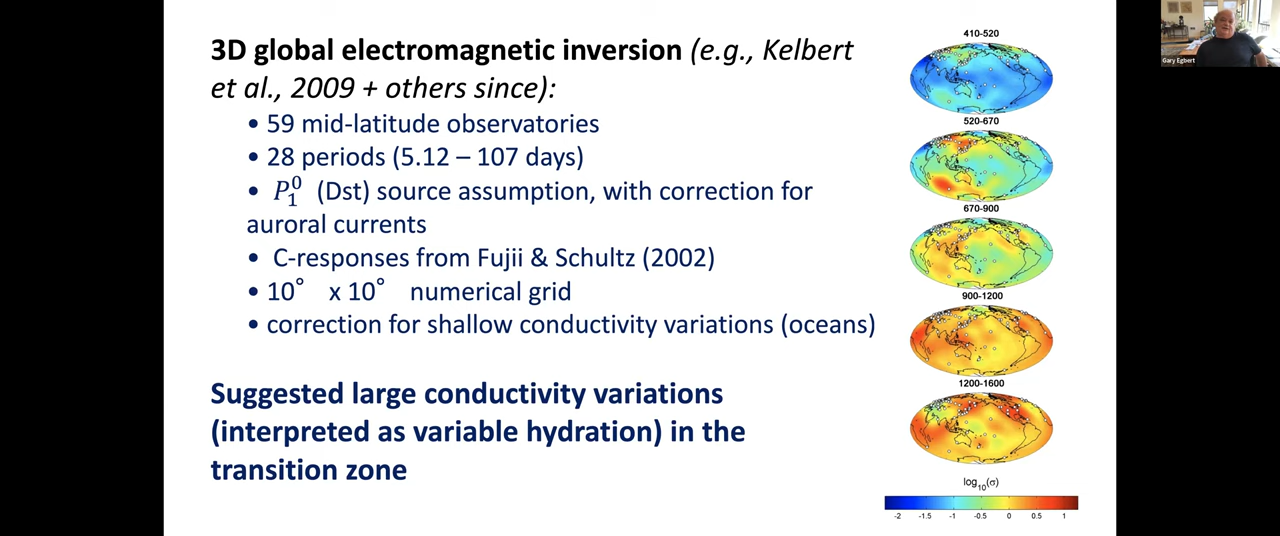 3D global electromagnetic inversion (e.g., Kelbert
et al., 2009 + others since):
• 59 mid-latitude observatories
• 28 periods (5.12 – 107 days)
• P₁⁰ (Dst) source assumption, with correction for
auroral currents
• C-responses from Fujii & Schultz (2002)
• 10° x 10° numerical grid
• correction for shallow conductivity variations (oceans)
Suggested large conductivity variations
(interpreted as variable hydration) in the
transition zone
410-520
520-670
670-900
900-1200
1200-1600
log₁₀(σ)
-2 -1.5 -1 -0.5 0 0.5 1
Gary Egbert